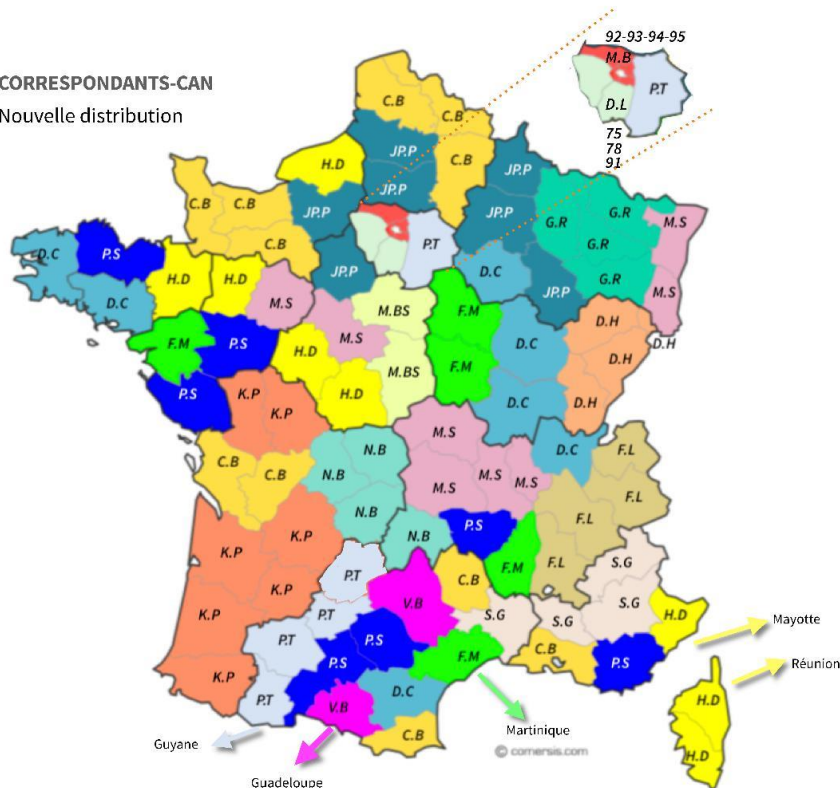 92-93-94-95
M.B
P.T
D.L
75
78
91
CORRESPONDANTS-CAN
Nouvelle distribution
C.B
C.B
JP.P
C.B
H.D
JP.P
JP.P
C.B
C.B
JP.P
JP.P
G.R
G.R
M.S
C.B
P.T
G.R
D.C
P.S
JP.P
D.C
G.R
H.D
H.D
JP.P
M.S
D.C
M.S
M.BS
F.M
D.H
F.M
P.S
M.S
D.C
D.H
H.D
D.H
M.BS
F.M
P.S
K.P
H.D
D.C
D.H
K.P
M.S
N.B
D.C
F.L
C.B
C.B
N.B
M.S
M.S
M.S
F.L
N.B
P.S
F.L
K.P
K.P
N.B
F.M
F.L
S.G
P.T
C.B
K.P
V.B
S.G
K.P
P.T
S.G
S.G
H.D
Mayotte
P.T
P.S
P.S
F.M
C.B
P.S
Réunion
K.P
P.T
V.B
D.C
H.D
C.B
Martinique
Guyane
© comersis.com
H.D
Guadeloupe